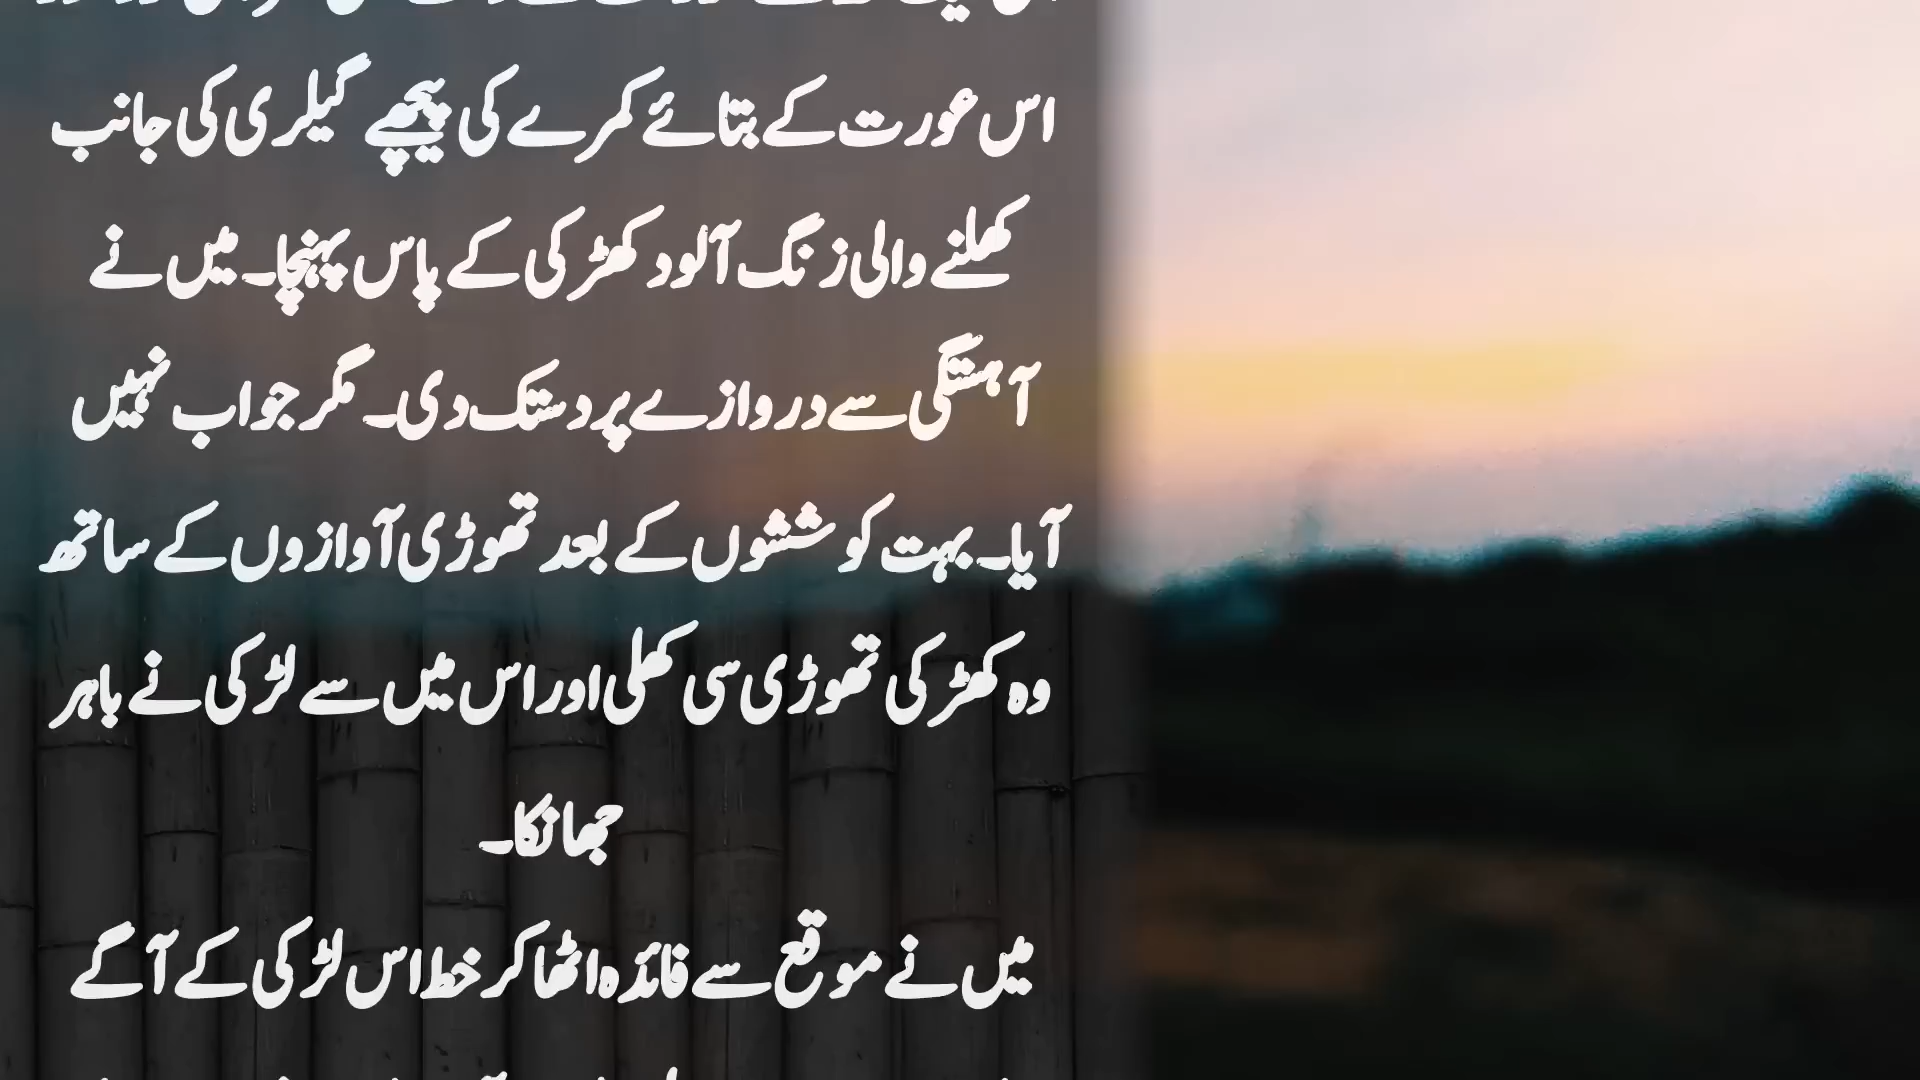 اس عورت کے بتائے کمرے کی پیچھے گیلری کی جانب
کھلنے والی زنگ آلود کھڑکی کے پاس پہنچا۔ میں نے
آہستگی سے دروازے پر دستک دی۔ مگر جواب نہیں
آیا۔ بہت کوششوں کے بعد تھوڑی آوازوں کے ساتھ
وہ کھڑکی تھوڑی سی کھلی اور اس میں سے لڑکی نے باہر
جھانکا۔
میں نے موقع سے فائدہ اٹھا کر خط اس لڑکی کے آگے